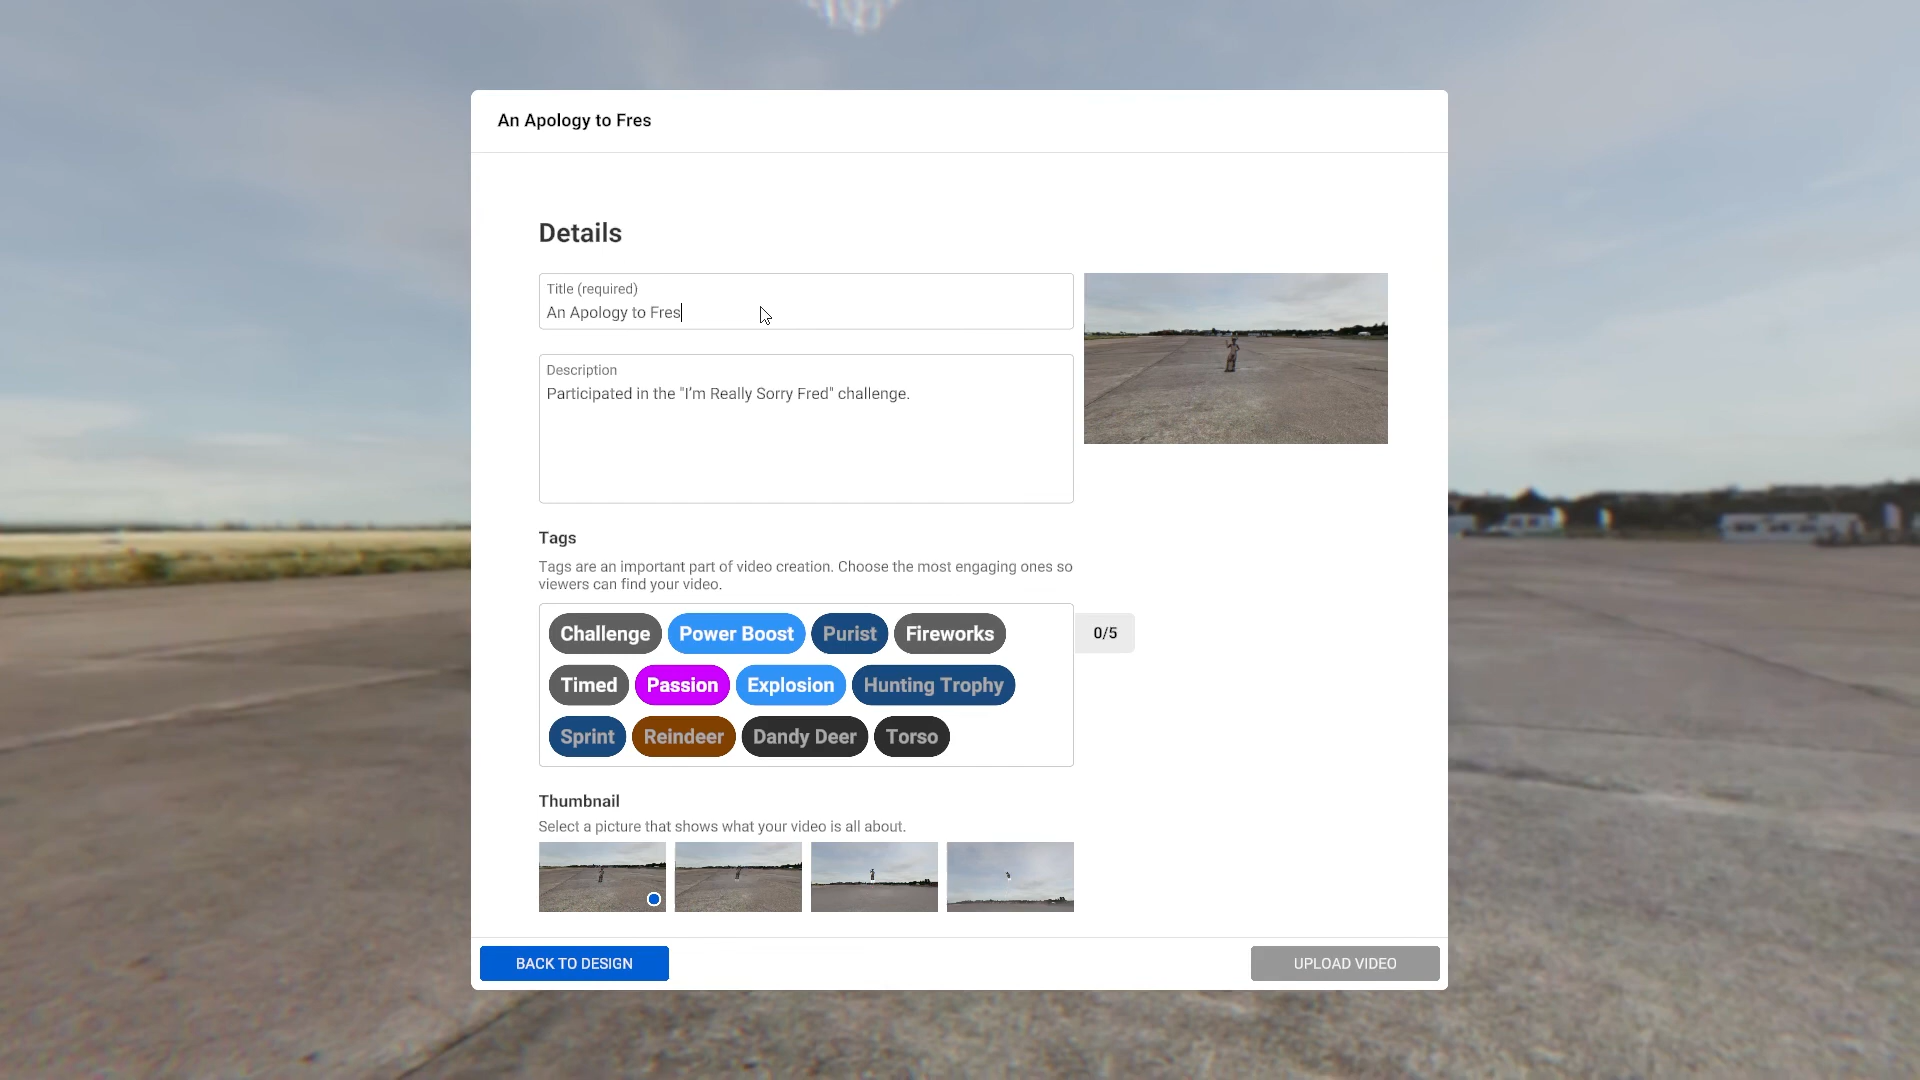 An Apology to Fres
Details
Title (required)
An Apology to Fres
Description
Participated in the "I'm Really Sorry Fred" challenge.
Tags
Tags are an important part of video creation. Choose the most engaging ones so
viewers can find your video.
Challenge Power Boost Purist Fireworks
0/5
Timed Passion Explosion Hunting Trophy
Sprint Reindeer Dandy Deer Torso
Thumbnail
Select a picture that shows what your video is all about.
BACK TO DESIGN
UPLOAD VIDEO